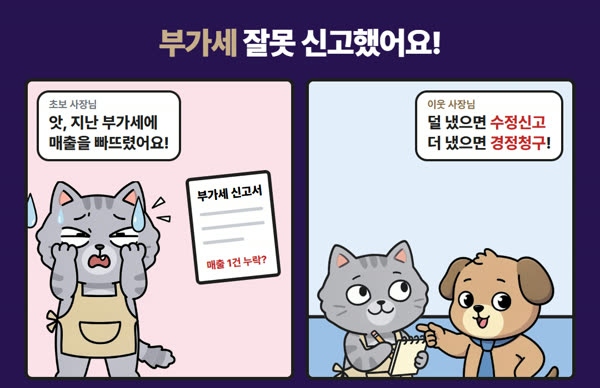 부가세 잘못 신고했어요!
초보 사장님
앗, 지난 부가세에
매출을 빠뜨렸어요!
부가세 신고서
매출 1건 누락?
이웃 사장님
덜 냈으면 수정신고
더 냈으면 경정청구!